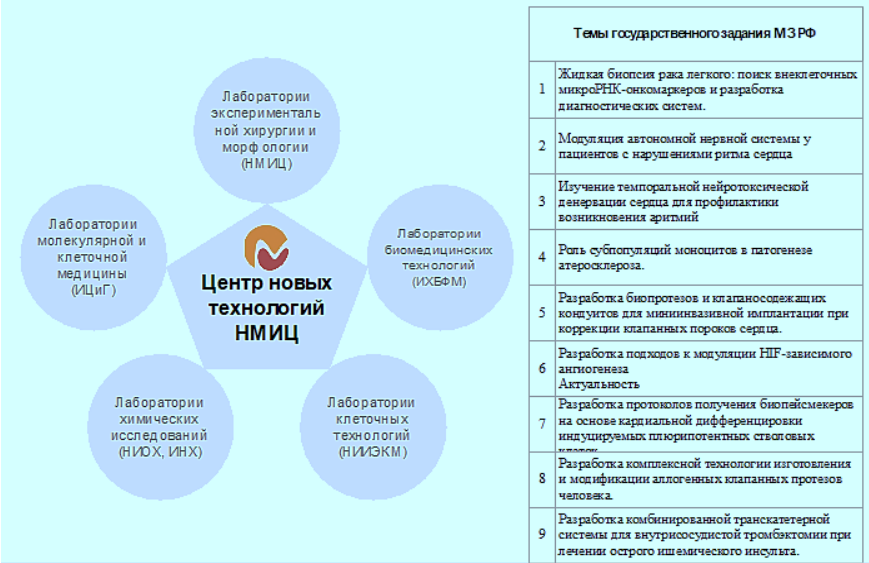 Лаборатории
эксперименталь
ной хирургии и
морфологии
(НМИЦ)
Лаборатории
молекулярной и
клеточной
медицины
(ИЦиГ)
Лаборатории
биомедицинских
технологий
(ИХБФМ)
Центр новых
технологий
НМИЦ
Лаборатории
химических
исследований
(НИОХ, ИНХ)
Лаборатории
клеточных
технологий
(НИИЭКМ)
Темы государственного задания МЗ РФ
1 Жидкая биопсия рака легкого: поиск внеклеточных
микроРНК-онкомаркеров и разработка
диагностических систем.
2 Модуляция автономной нервной системы у
пациентов с нарушениями ритма сердца
3 Изучение темпоральной нейротоксической
денервации сердца для профилактики
возникновения аритмий
4 Роль субпопуляций моноцитов в патогенезе
атеросклероза.
5 Разработка биопротезов и клапаносодежащих
кондуитов для миниинвазивной имплантации при
коррекции клапанных пороков сердца.
6 Разработка подходов к модуляции HIF-зависимого
ангиогенеза
Актуальность
7 Разработка протоколов получения биопейсмекеров
на основе кардиальной дифференцировки
индуцируемых плюрипотентных стволовых
8 Разработка комплексной технологии изготовления
и модификации аллогенных клапанных протезов
человека.
9 Разработка комбинированной транскатетерной
системы для внутрисосудистой тромбэктомии при
лечении острого ишемического инсульта.